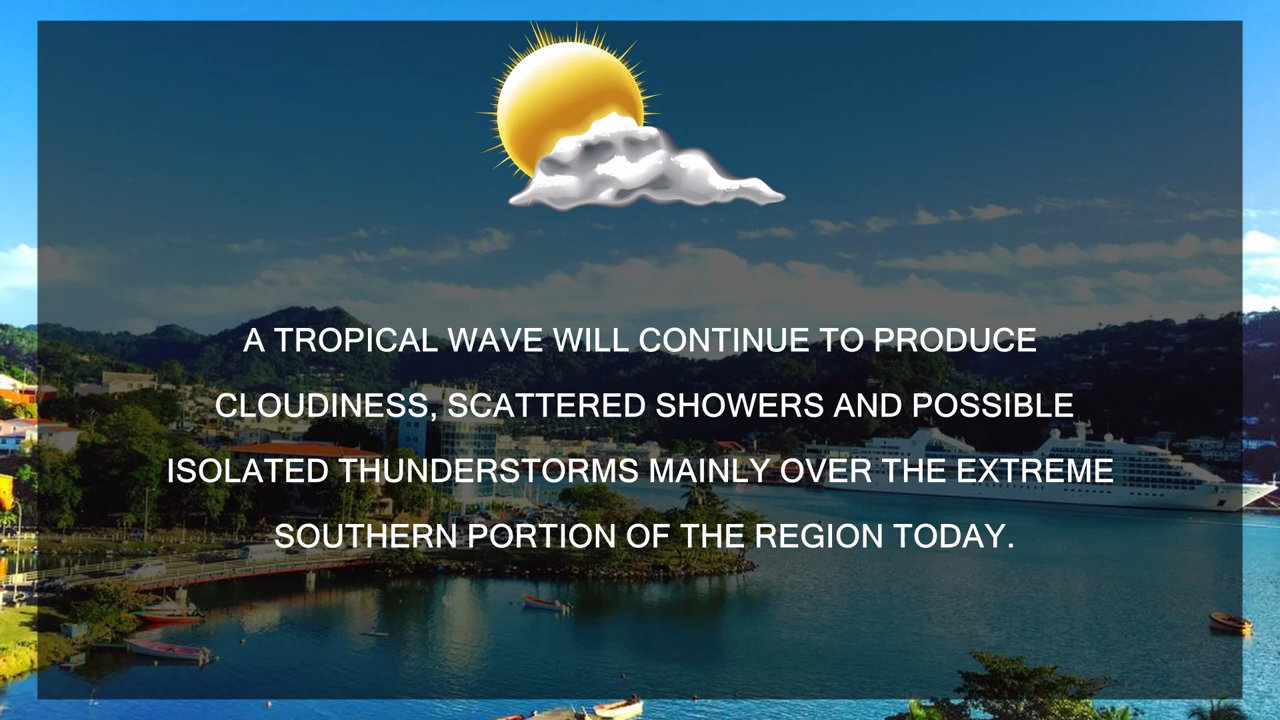 A TROPICAL WAVE WILL CONTINUE TO PRODUCE
CLOUDINESS, SCATTERED SHOWERS AND POSSIBLE
ISOLATED THUNDERSTORMS MAINLY OVER THE EXTREME
SOUTHERN PORTION OF THE REGION TODAY.